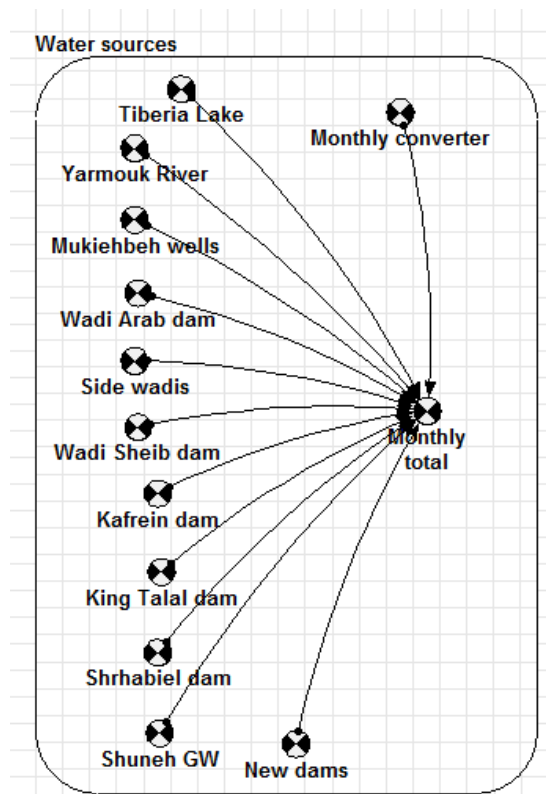 Water sources
Tiberia Lake
Monthly converter
Yarmouk River
Mukiehbeh wells
Wadi Arab dam
Side wadis
Wadi Sheib dam
Monthly
total
Kafrein dam
King Talal dam
Shrhabiel dam
Shuneh GW
New dams